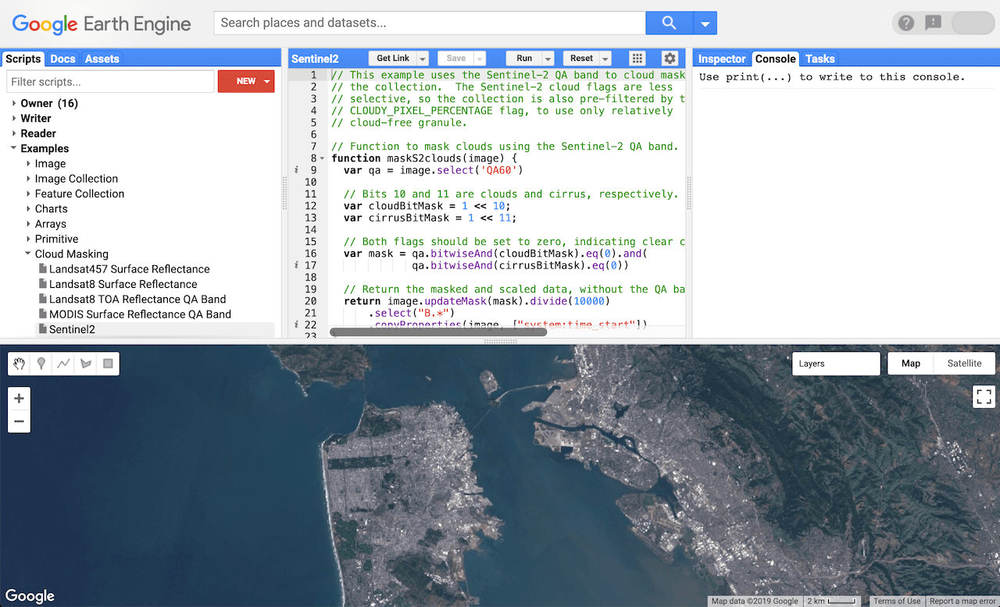 Google Earth Engine
Search places and datasets...
Scripts Docs Assets
Filter scripts...
NEW
Owner (16)
Writer
Reader
Examples
Image
Image Collection
Feature Collection
Charts
Arrays
Primitive
Cloud Masking
Landsat457 Surface Reflectance
Landsat8 Surface Reflectance
Landsat8 TOA Reflectance QA Band
MODIS Surface Reflectance QA Band
Sentinel2
Sentinel2 Get Link Save Run Reset
1 // This example uses the Sentinel-2 QA band to cloud mask
2 // the collection.  The Sentinel-2 cloud flags are less
3 // selective, so the collection is also pre-filtered by t
4 // CLOUDY_PIXEL_PERCENTAGE flag, to use only relatively
5 // cloud-free granule.
6
7 // Function to mask clouds using the Sentinel-2 QA band.
8 function maskS2clouds(image) {
i 9 var qa = image.select('QA60')
10
11 // Bits 10 and 11 are clouds and cirrus, respectively.
12 var cloudBitMask = 1 << 10;
13 var cirrusBitMask = 1 << 11;
14
15 // Both flags should be set to zero, indicating clear c
16 var mask = qa.bitwiseAnd(cloudBitMask).eq(0).and(
i 17 qa.bitwiseAnd(cirrusBitMask).eq(0))
18
19 // Return the masked and scaled data, without the QA ba
20 return image.updateMask(mask).divide(10000)
21 .select("B.*")
i 22 .copyProperties(image, ["system:time_start"])
23 }
Inspector Console Tasks
Use print(...) to write to this console.
Layers
Map Satellite
Google
Map data ©2019 Google 2 km Terms of Use Report a map error